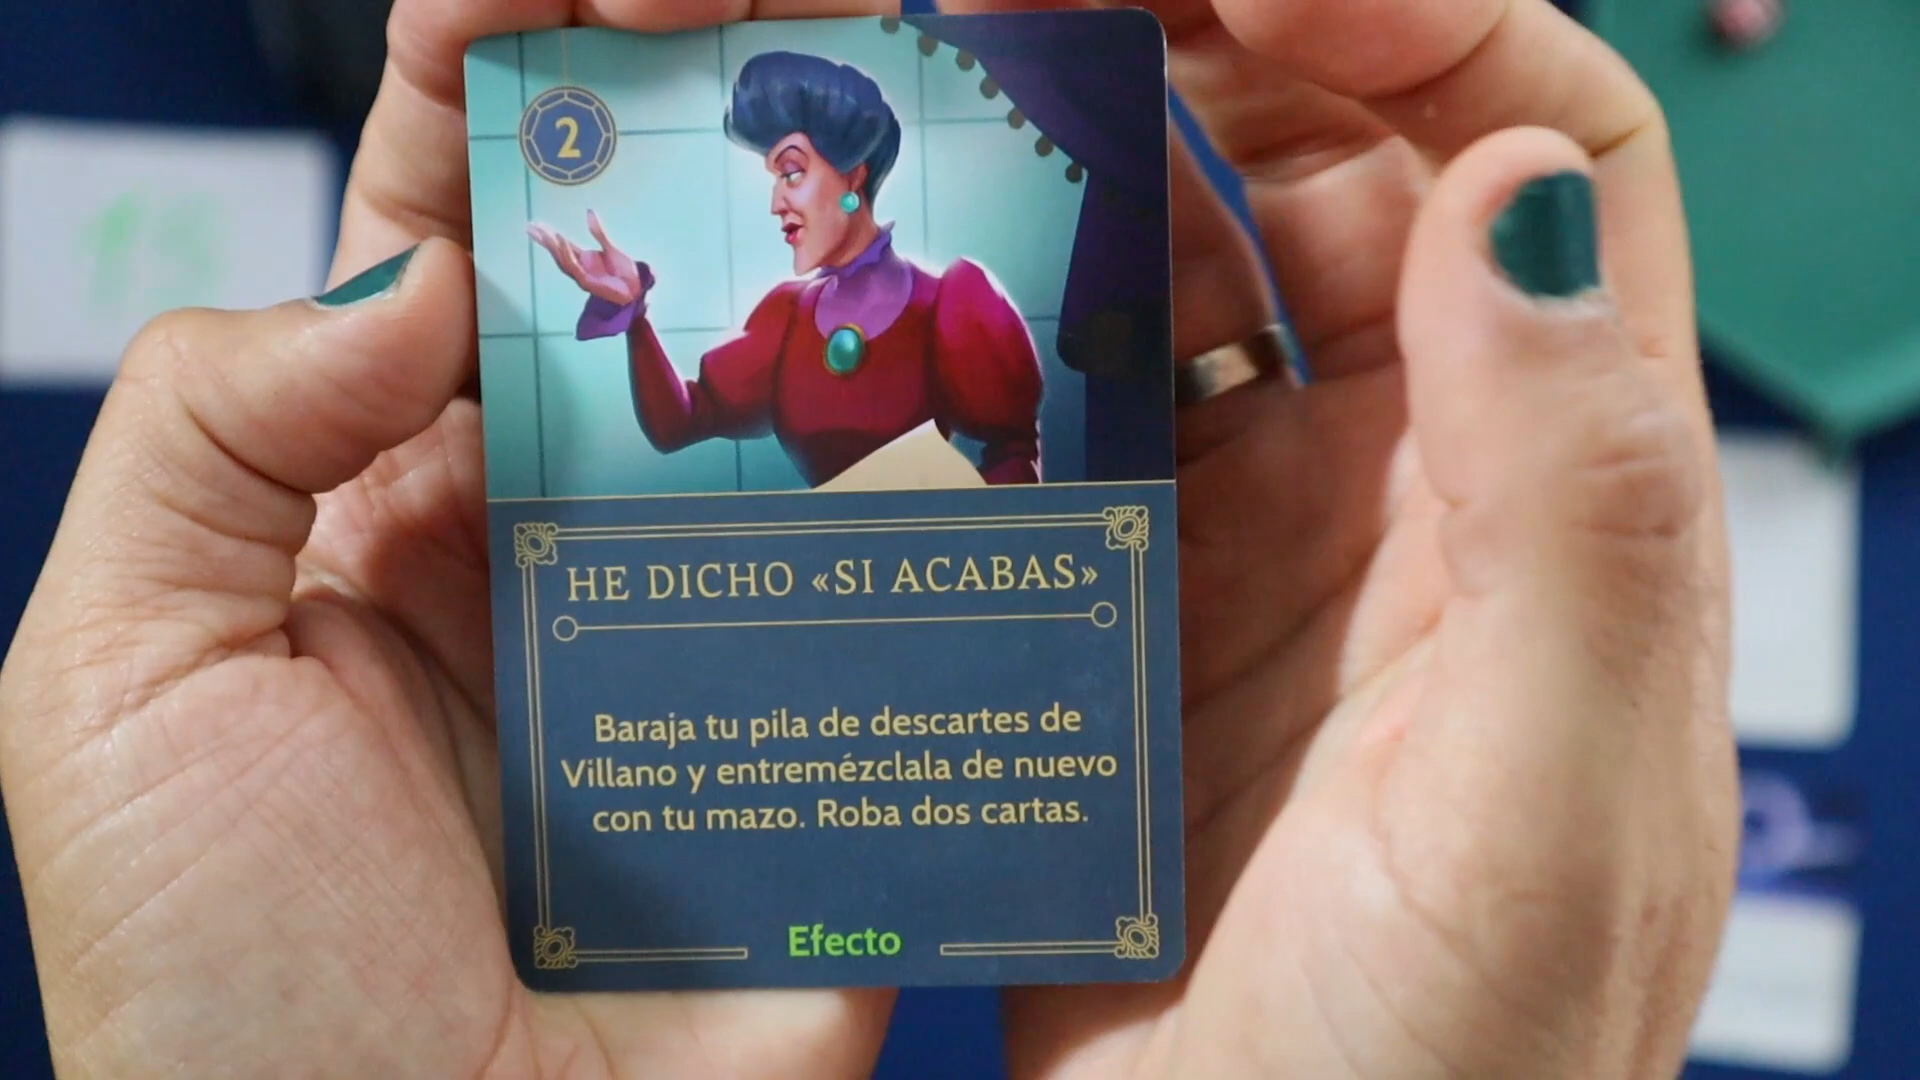 2
HE DICHO «SI ACABAS»
Baraja tu pila de descartes de
Villano y entremézclala de nuevo
con tu mazo. Roba dos cartas.
Efecto